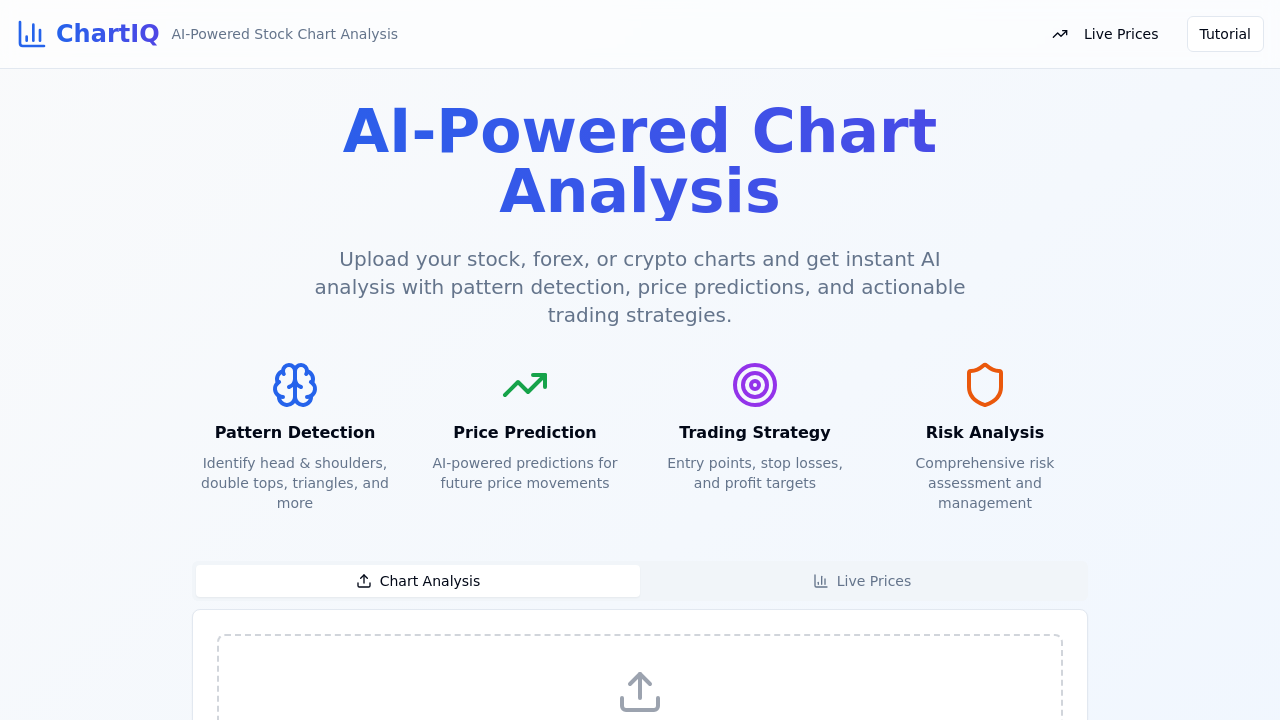 ChartIQ AI-Powered Stock Chart Analysis Live Prices Tutorial
AI-Powered Chart
Analysis
Upload your stock, forex, or crypto charts and get instant AI
analysis with pattern detection, price predictions, and actionable
trading strategies.
Pattern Detection
Identify head & shoulders,
double tops, triangles, and
more
Price Prediction
AI-powered predictions for
future price movements
Trading Strategy
Entry points, stop losses,
and profit targets
Risk Analysis
Comprehensive risk
assessment and
management
Chart Analysis Live Prices